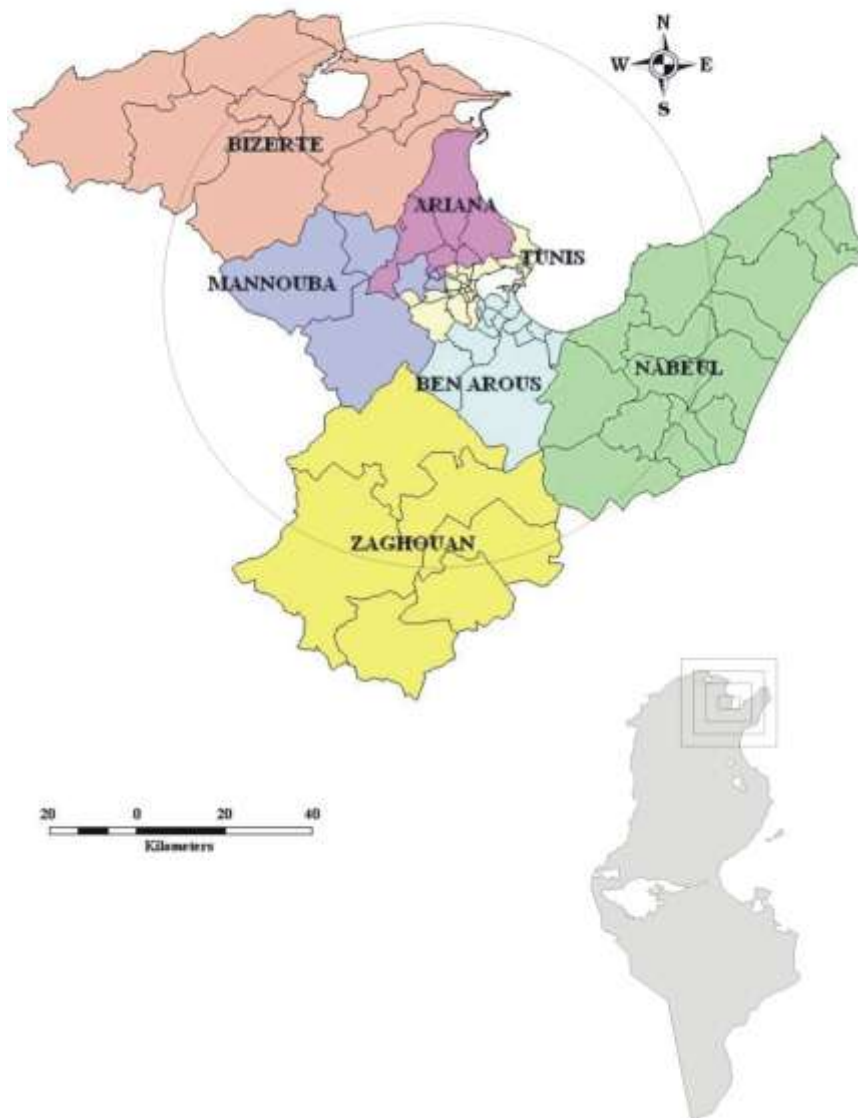 N
W E
S
BIZERTE
ARIANA
TUNIS
MANNOUBA
NABEUL
BEN AROUS
ZAGHOUAN
20 0 20 40
Kilometers